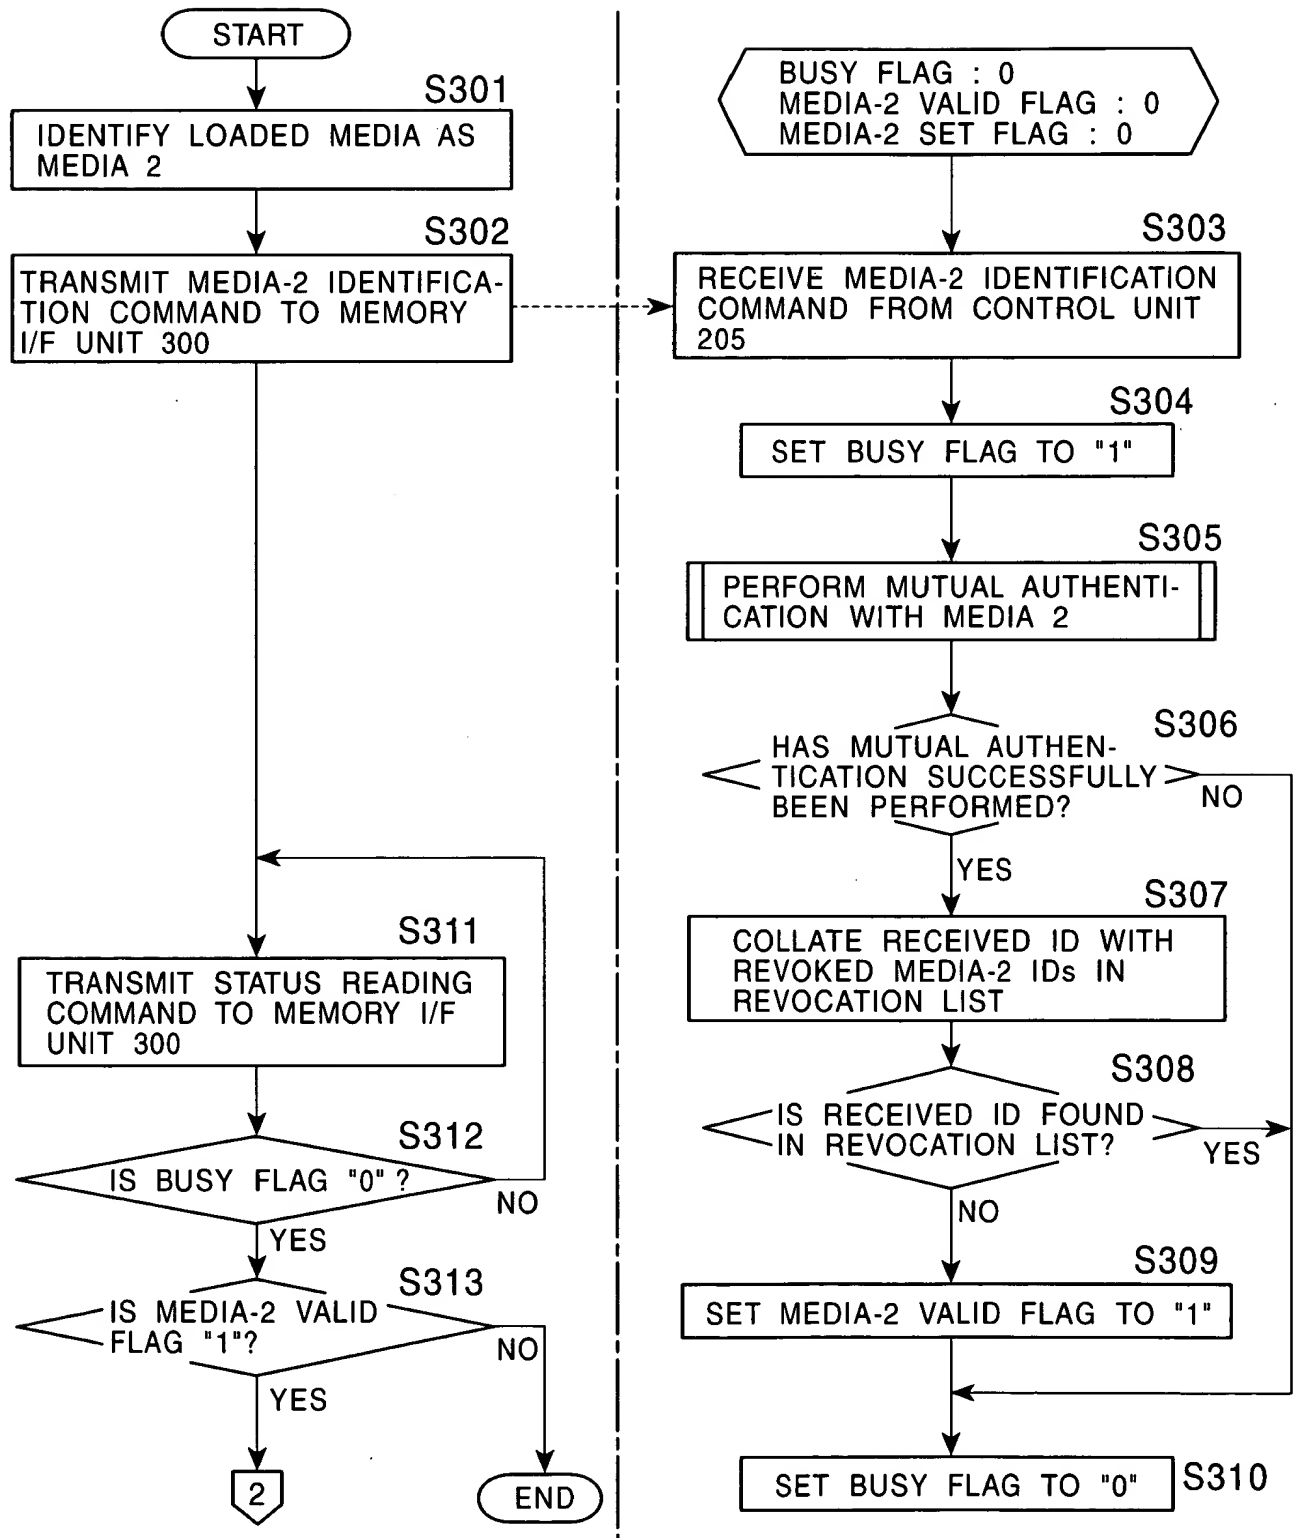 START
S301
IDENTIFY LOADED MEDIA AS
MEDIA 2
S302
TRANSMIT MEDIA-2 IDENTIFICA-
TION COMMAND TO MEMORY
I/F UNIT 300
S311
TRANSMIT STATUS READING
COMMAND TO MEMORY I/F
UNIT 300
S312
IS BUSY FLAG "0" ?
NO
YES
S313
IS MEDIA-2 VALID
FLAG "1"?
NO
YES
2
END
BUSY FLAG : 0
MEDIA-2 VALID FLAG : 0
MEDIA-2 SET FLAG : 0
S303
RECEIVE MEDIA-2 IDENTIFICATION
COMMAND FROM CONTROL UNIT
205
S304
SET BUSY FLAG TO "1"
S305
PERFORM MUTUAL AUTHENTI-
CATION WITH MEDIA 2
S306
HAS MUTUAL AUTHEN-
TICATION SUCCESSFULLY
BEEN PERFORMED?
NO
YES
S307
COLLATE RECEIVED ID WITH
REVOKED MEDIA-2 IDs IN
REVOCATION LIST
S308
IS RECEIVED ID FOUND
IN REVOCATION LIST?
YES
NO
S309
SET MEDIA-2 VALID FLAG TO "1"
SET BUSY FLAG TO "0"
S310